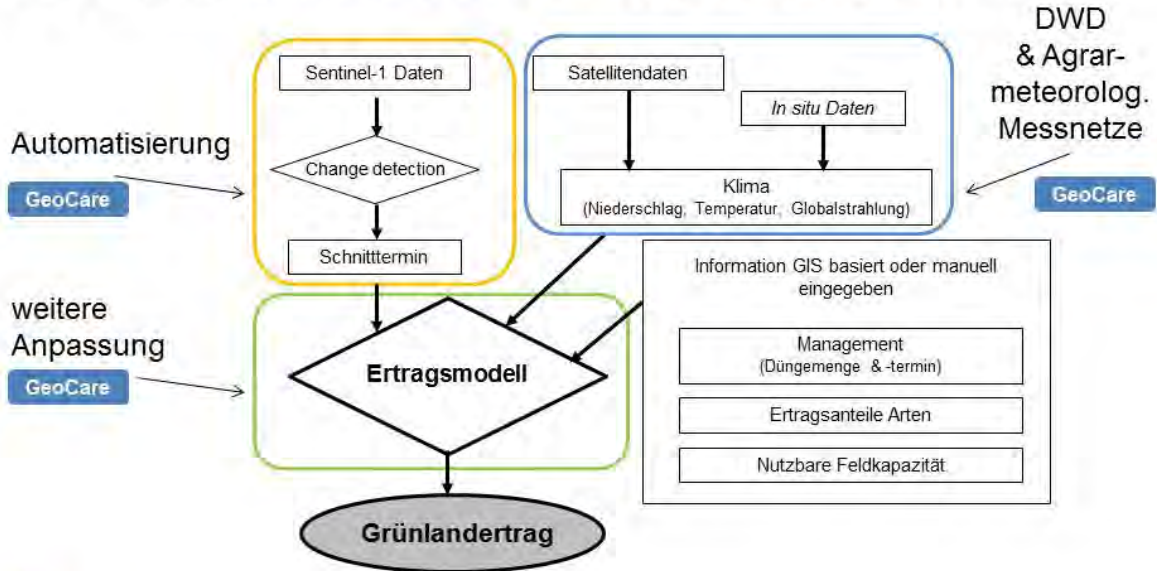 DWD
& Agrar-
meteorolog.
Messnetze
GeoCare
Automatisierung
GeoCare
Sentinel-1 Daten
Change detection
Schnitttermin
Satellitendaten
In situ Daten
Klima
(Niederschlag, Temperatur, Globalstrahlung)
weitere
Anpassung
GeoCare
Ertragsmodell
Information GIS basiert oder manuell
eingegeben
Management
(Düngemenge & -termin)
Ertragsanteile Arten
Nutzbare Feldkapazität
Grünlandertrag